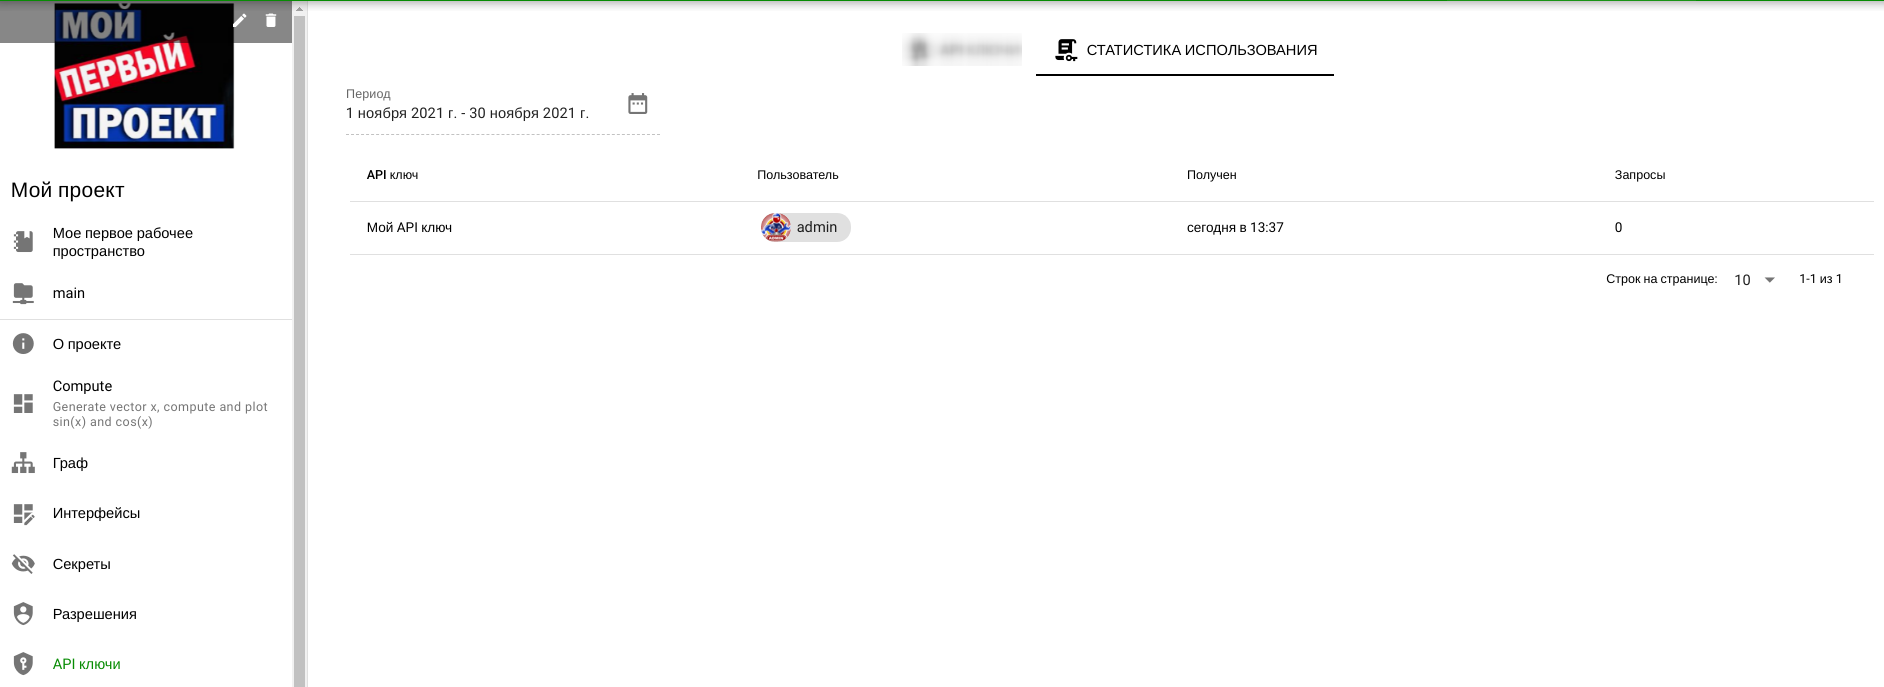 МОЙ
ПЕРВЫЙ
ПРОЕКТ
Мой проект
Мое первое рабочее
пространство
main
О проекте
Compute
Generate vector x, compute and plot
sin(x) and cos(x)
Граф
Интерфейсы
Секреты
Разрешения
API ключи
СТАТИСТИКА ИСПОЛЬЗОВАНИЯ
Период
1 ноября 2021 г. - 30 ноября 2021 г.
API ключ Пользователь Получен Запросы
Мой API ключ admin сегодня в 13:37 0
Строк на странице: 10 1-1 из 1